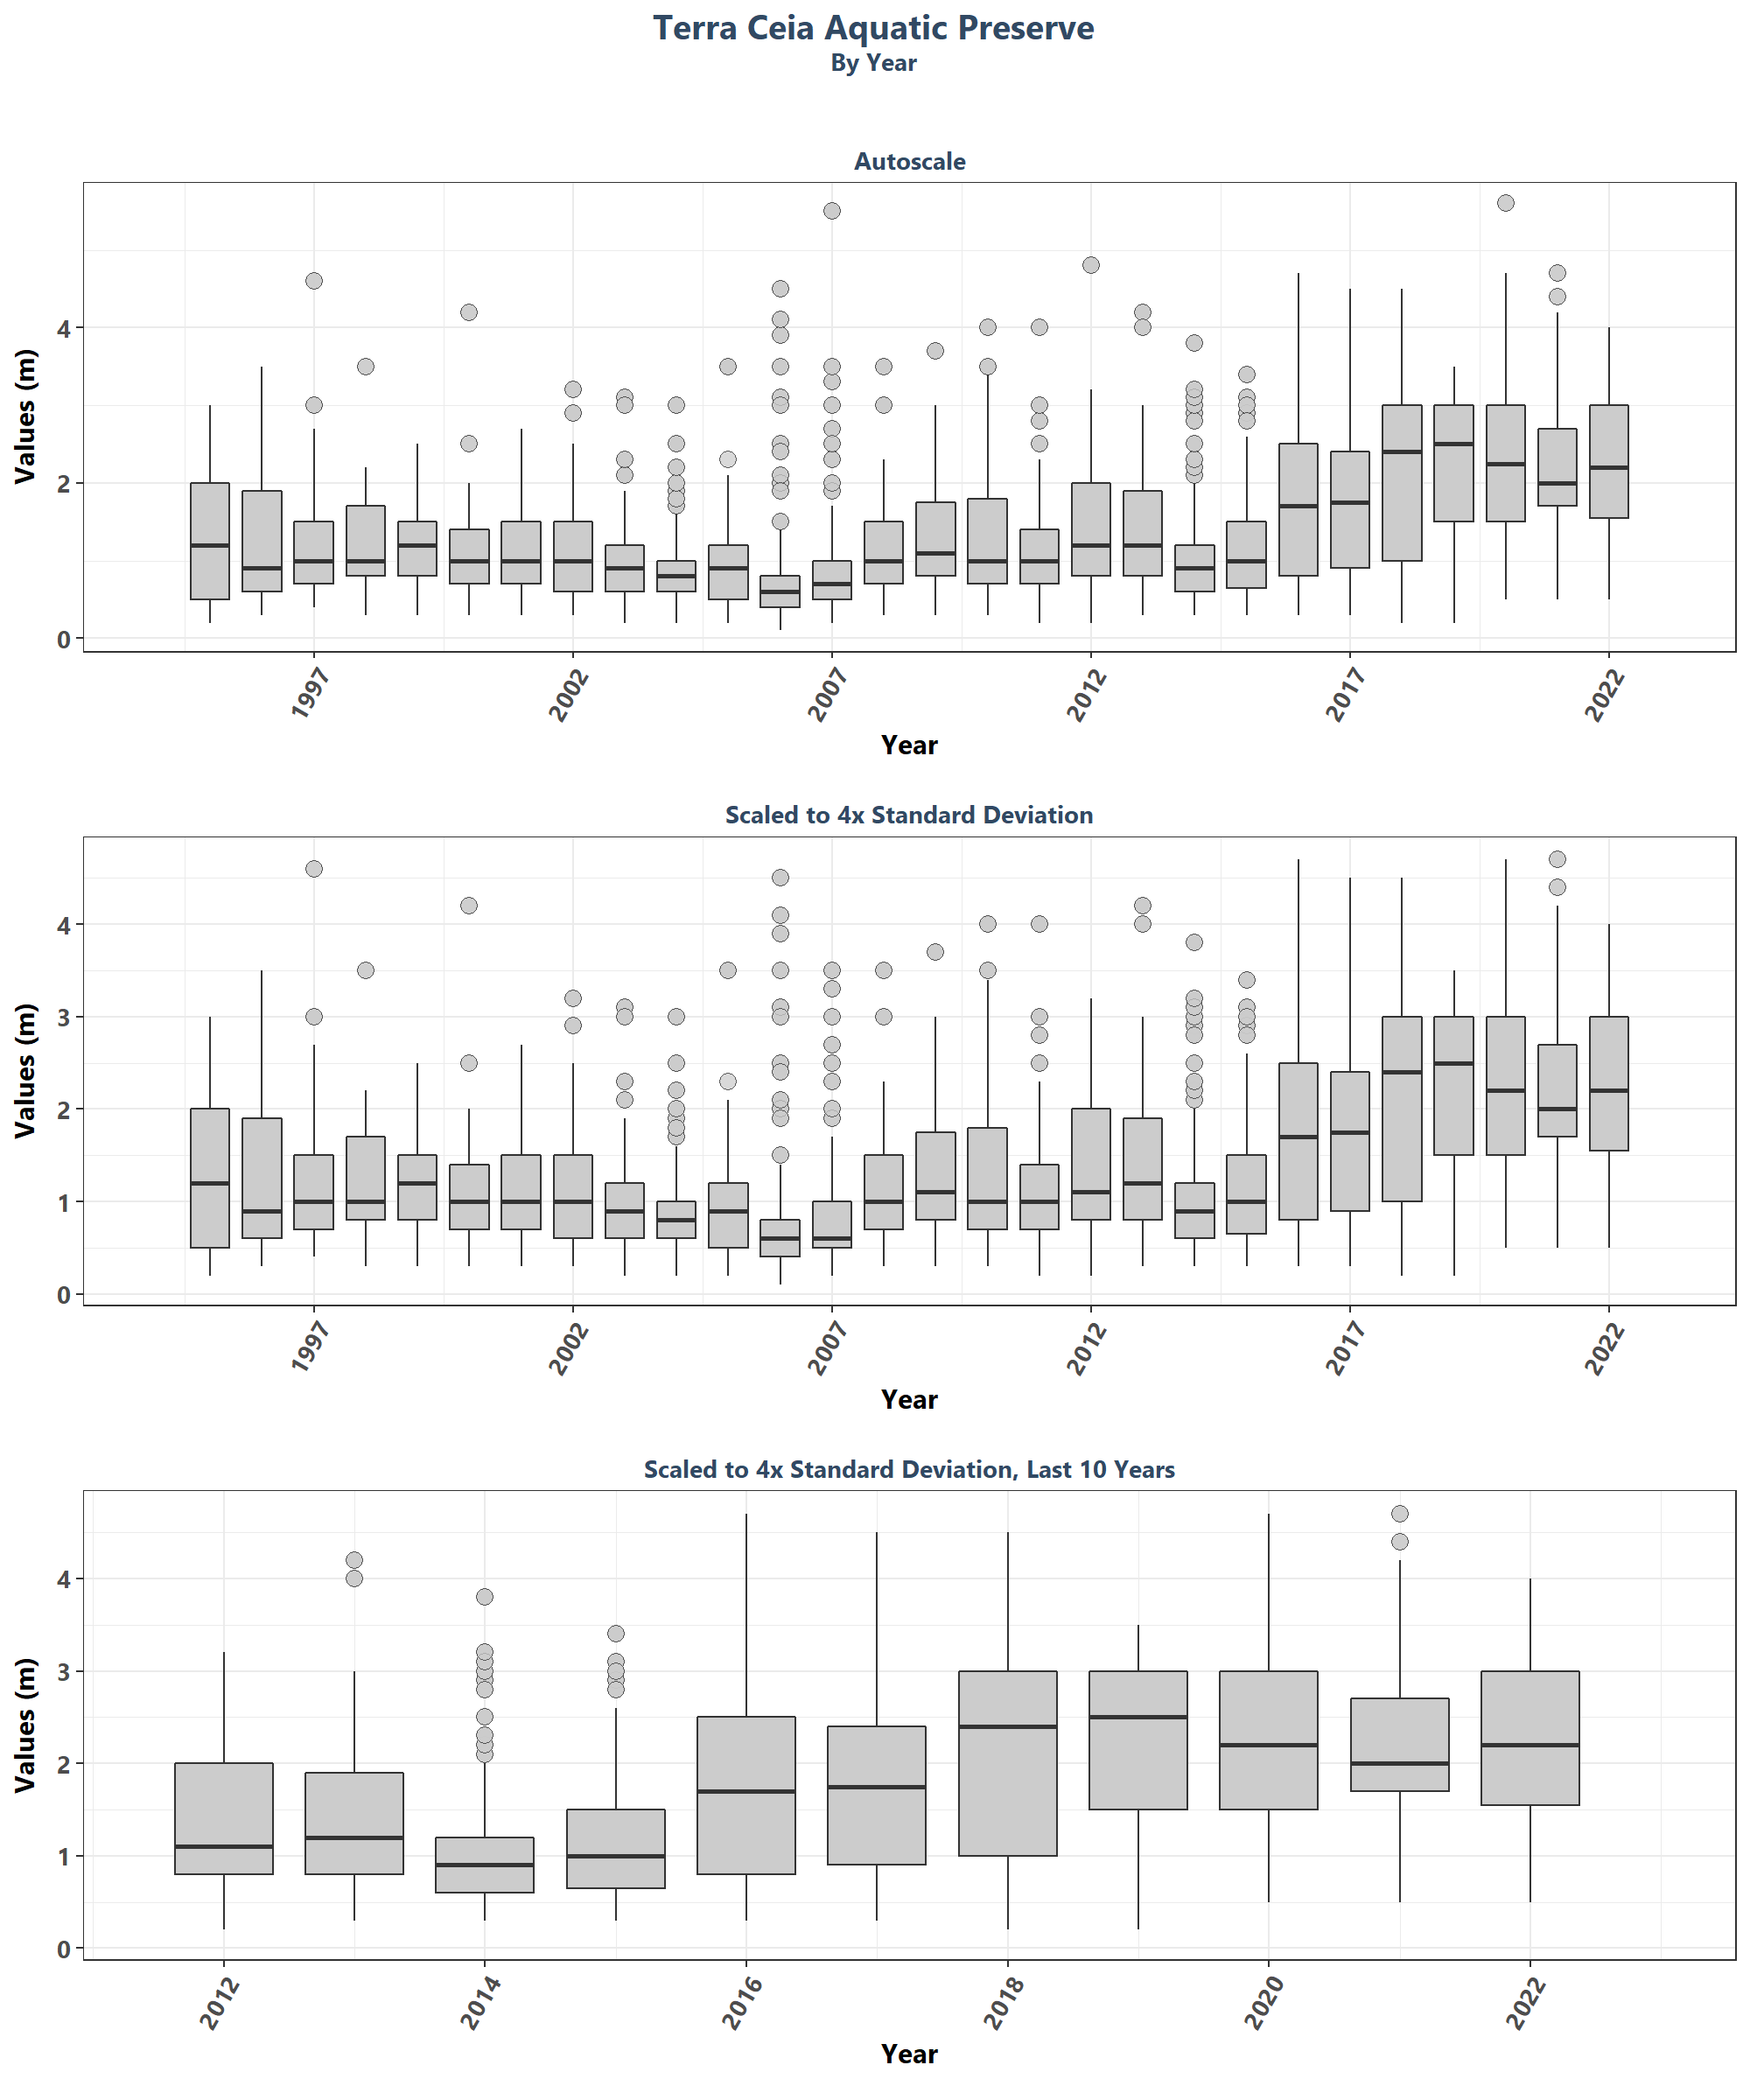 Terra Ceia Aquatic Preserve
By Year
Autoscale
Values (m)
4
2
0
1997 2002 2007 2012 2017 2022
Year
Scaled to 4x Standard Deviation
Values (m)
4
3
2
1
0
1997 2002 2007 2012 2017 2022
Year
Scaled to 4x Standard Deviation, Last 10 Years
Values (m)
4
3
2
1
0
2012 2014 2016 2018 2020 2022
Year